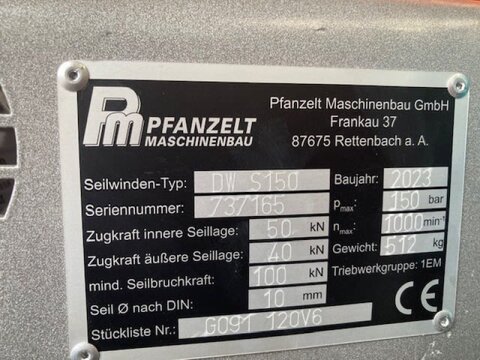 Pm PFANZELT
MASCHINENBAU
Pfanzelt Maschinenbau GmbH
Frankau 37
87675 Rettenbach a. A.
Seilwinden-Typ: DW S150 Baujahr: 2023
Seriennummer: 737165 pmax: 150 bar
Zugkraft innere Seillage: 50 kN nmax: 1000 min⁻¹
Zugkraft äußere Seillage: 40 kN Gewicht: 512 kg
mind. Seilbruchkraft: 100 kN Triebwerkgruppe: 1EM
Seil Ø nach DIN: 10 mm
Stückliste Nr.: G091 120V6 CE